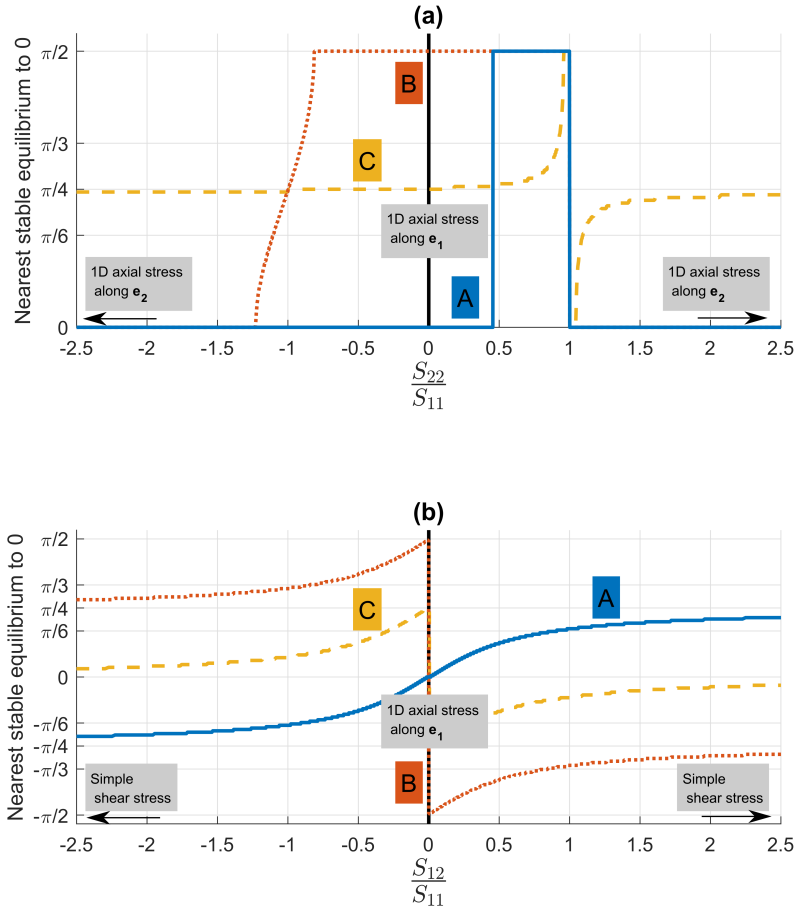 (a)
Nearest stable equilibrium to 0
π/2
π/3
π/4
π/6
0
B
C
A
1D axial stress
along e1
1D axial stress
along e2
1D axial stress
along e2
-2.5 -2 -1.5 -1 -0.5 0 0.5 1 1.5 2 2.5
S22
S11
(b)
Nearest stable equilibrium to 0
π/2
π/3
π/4
π/6
0
-π/6
-π/4
-π/3
-π/2
A
C
B
1D axial stress
along e1
Simple
shear stress
Simple
shear stress
-2.5 -2 -1.5 -1 -0.5 0 0.5 1 1.5 2 2.5
S12
S11